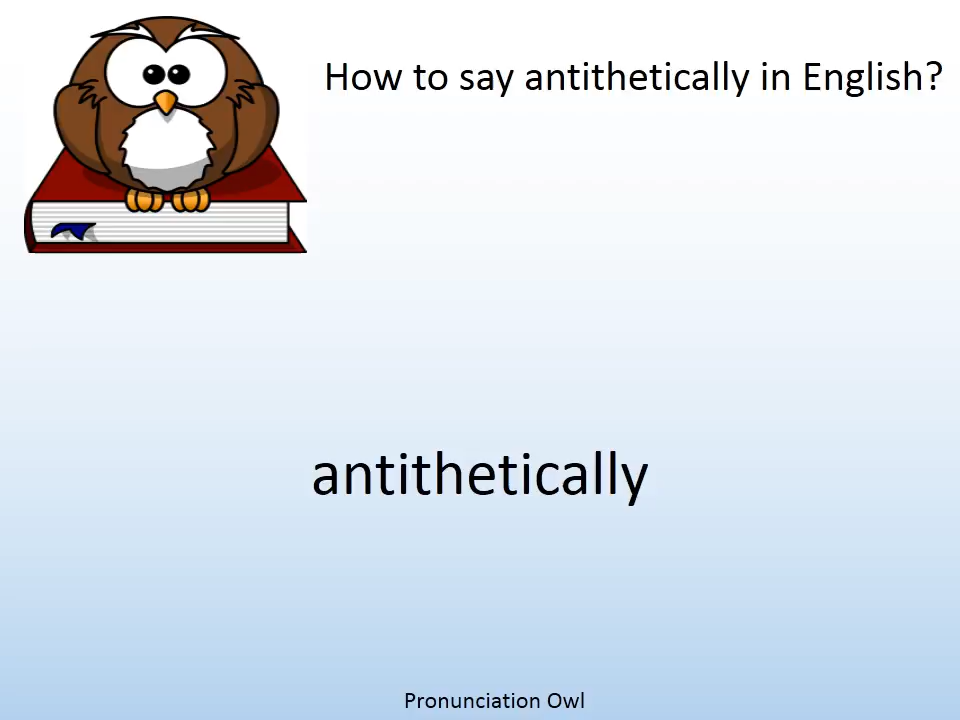 How to say antithetically in English?
antithetically
Pronunciation Owl